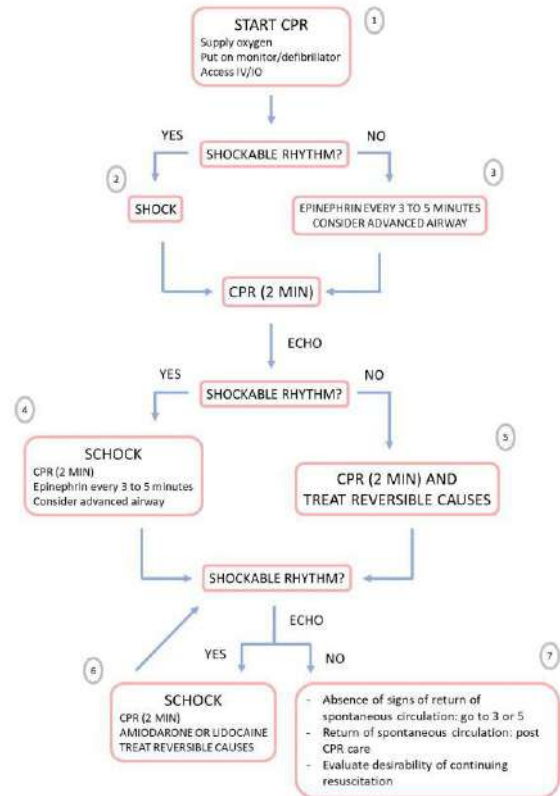 1
START CPR
Supply oxygen
Put on monitor/defibrillator
Access IV/IO
YES
NO
SHOCKABLE RHYTHM?
2
3
SHOCK
EPINEPHRIN EVERY 3 TO 5 MINUTES
CONSIDER ADVANCED AIRWAY
CPR (2 MIN)
ECHO
YES
NO
SHOCKABLE RHYTHM?
4
5
SCHOCK
CPR (2 MIN)
Epinephrin every 3 to 5 minutes
Consider advanced airway
CPR (2 MIN) AND
TREAT REVERSIBLE CAUSES
SHOCKABLE RHYTHM?
ECHO
YES
NO
6
7
SCHOCK
CPR (2 MIN)
AMIODARONE OR LIDOCAINE
TREAT REVERSIBLE CAUSES
- Absence of signs of return of
spontaneous circulation: go to 3 or 5
- Return of spontaneous circulation: post
CPR care
- Evaluate desirability of continuing
resuscitation